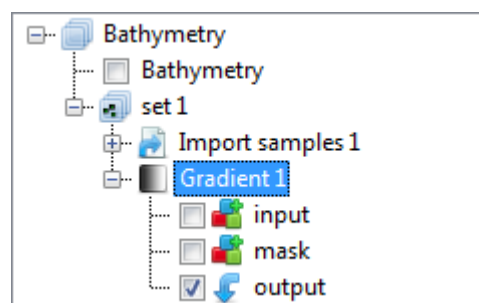 Bathymetry
Bathymetry
set 1
Import samples 1
Gradient 1
input
mask
output